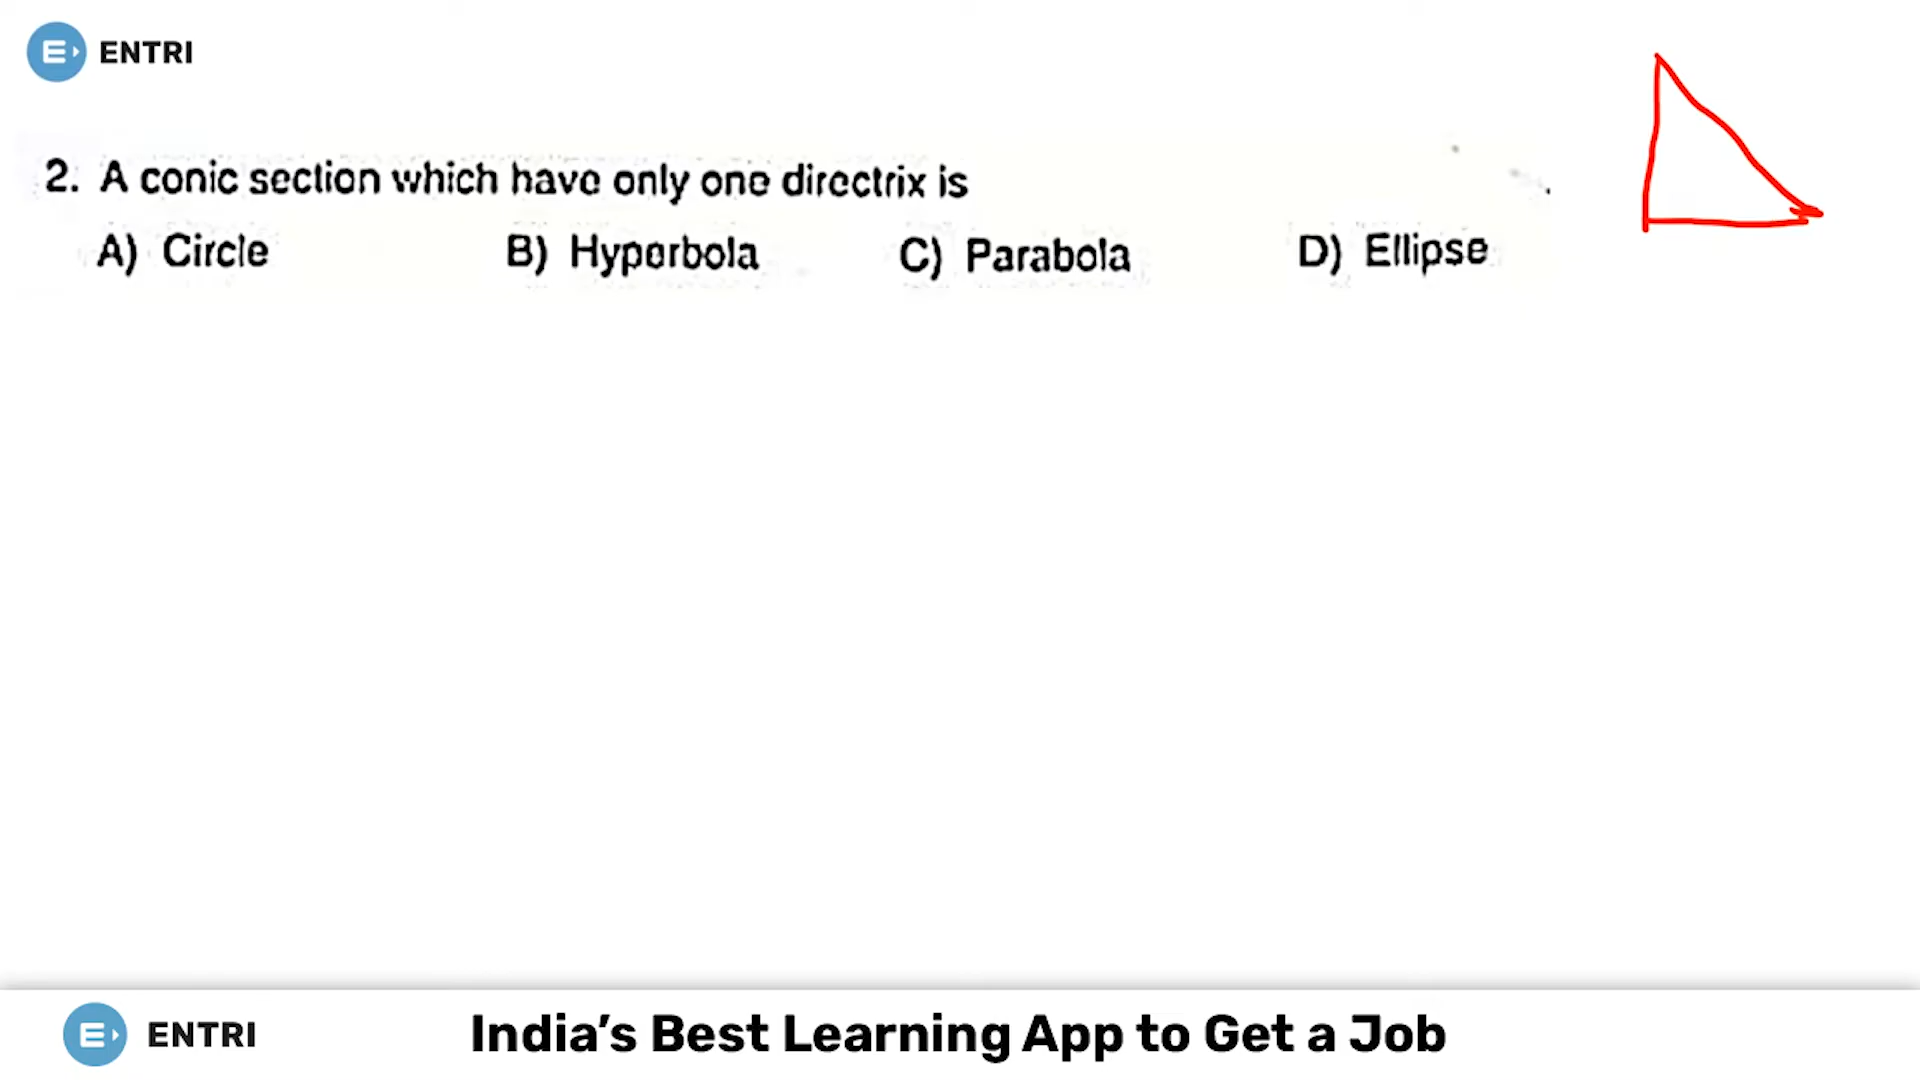 ENTRI
2. A conic section which have only one directrix is
A) Circle B) Hyperbola C) Parabola D) Ellipse
ENTRI India's Best Learning App to Get a Job